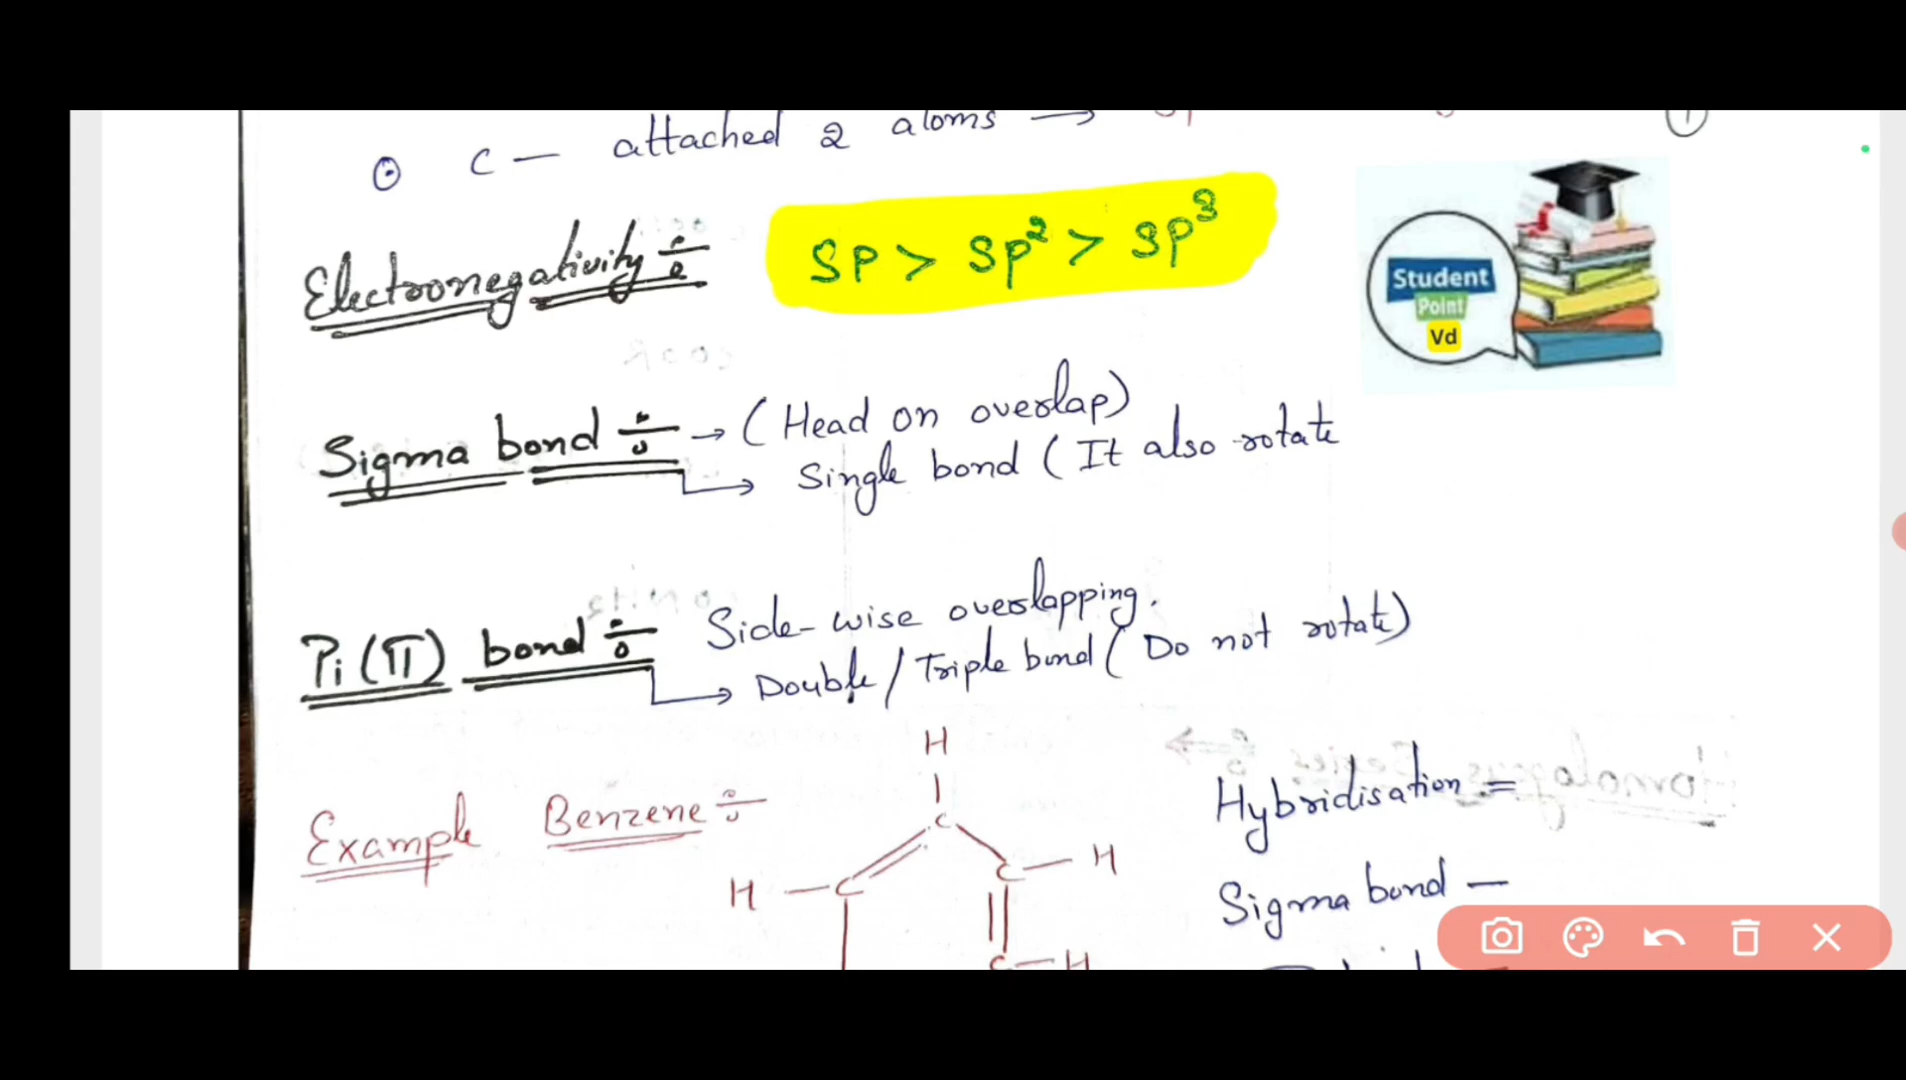 ⊙ C — attached 2 atoms →
Electronegativity÷ SP > SP² > SP³
Student
Point
Vd
Sigma bond ÷ → (Head on overlap)
→ Single bond (It also rotate
Pi (π) bond ÷ Side-wise overlapping.
→ Double / Triple bond (Do not rotate)
Example Benzene ÷
H
C
H — C C — H
C — H
Hybridisation =
Sigma bond —